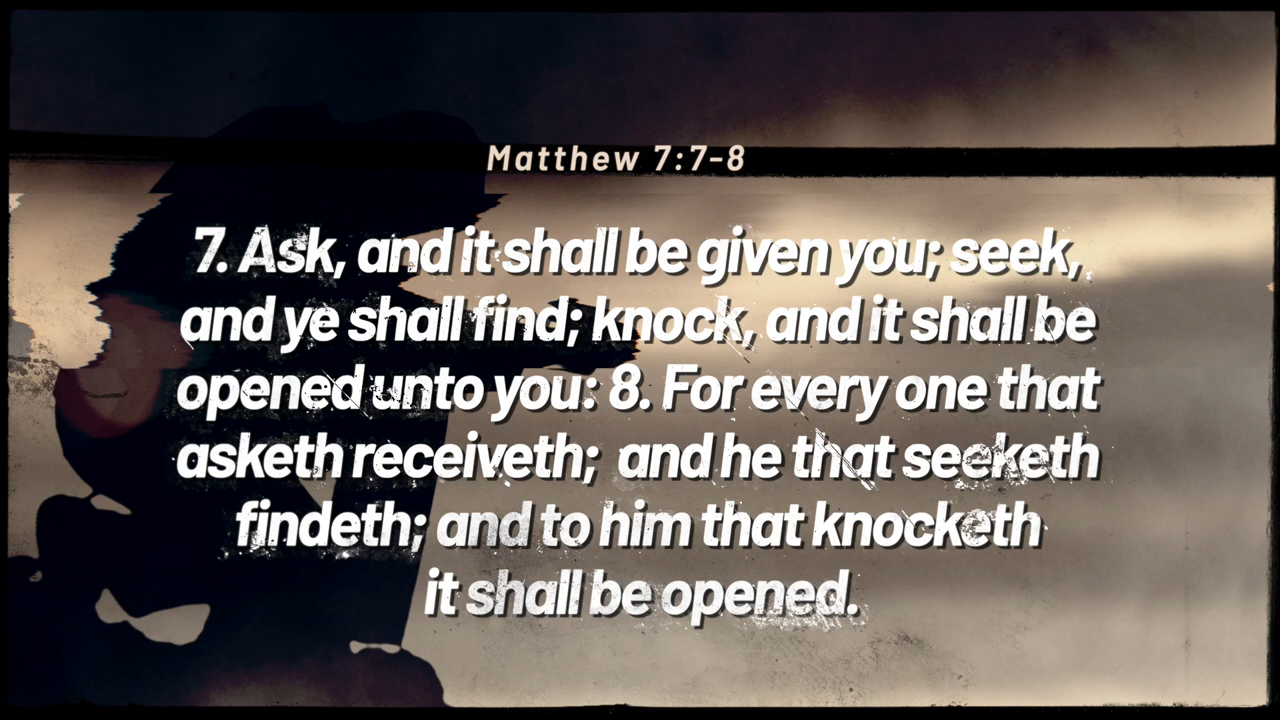 Matthew 7:7-8
7. Ask, and it shall be given you; seek,
and ye shall find; knock, and it shall be
opened unto you: 8. For every one that
asketh receiveth;  and he that seeketh
findeth; and to him that knocketh
it shall be opened.